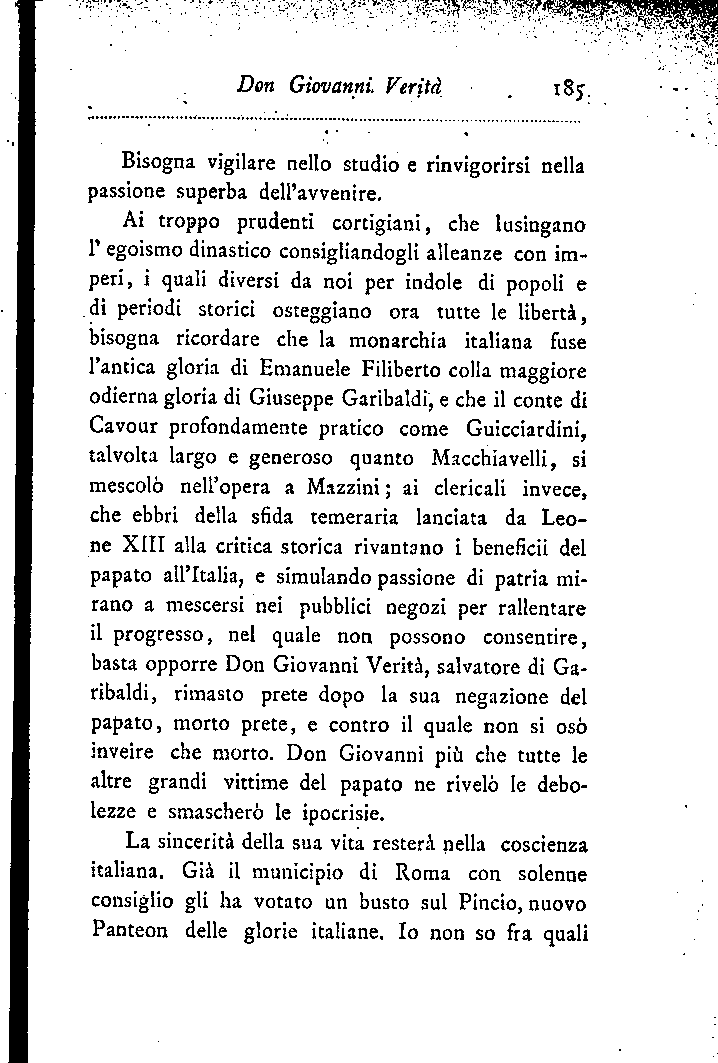 Don Giovanni Verità 185
Bisogna vigilare nello studio e rinvigorirsi nella
passione superba dell'avvenire.
Ai troppo prudenti cortigiani, che lusingano
l'egoismo dinastico consigliandogli alleanze con im-
peri, i quali diversi da noi per indole di popoli e
di periodi storici osteggiano ora tutte le libertà,
bisogna ricordare che la monarchia italiana fuse
l'antica gloria di Emanuele Filiberto colla maggiore
odierna gloria di Giuseppe Garibaldi, e che il conte di
Cavour profondamente pratico come Guicciardini,
talvolta largo e generoso quanto Macchiavelli, si
mescolò nell'opera a Mazzini; ai clericali invece,
che ebbri della sfida temeraria lanciata da Leo-
ne XIII alla critica storica rivantano i beneficii del
papato all'Italia, e simulando passione di patria mi-
rano a mescersi nei pubblici negozi per rallentare
il progresso, nel quale non possono consentire,
basta opporre Don Giovanni Verità, salvatore di Ga-
ribaldi, rimasto prete dopo la sua negazione del
papato, morto prete, e contro il quale non si osò
inveire che morto. Don Giovanni più che tutte le
altre grandi vittime del papato ne rivelò le debo-
lezze e smascherò le ipocrisie.
La sincerità della sua vita resterà nella coscienza
italiana. Già il municipio di Roma con solenne
consiglio gli ha votato un busto sul Pincio, nuovo
Panteon delle glorie italiane. Io non so fra quali